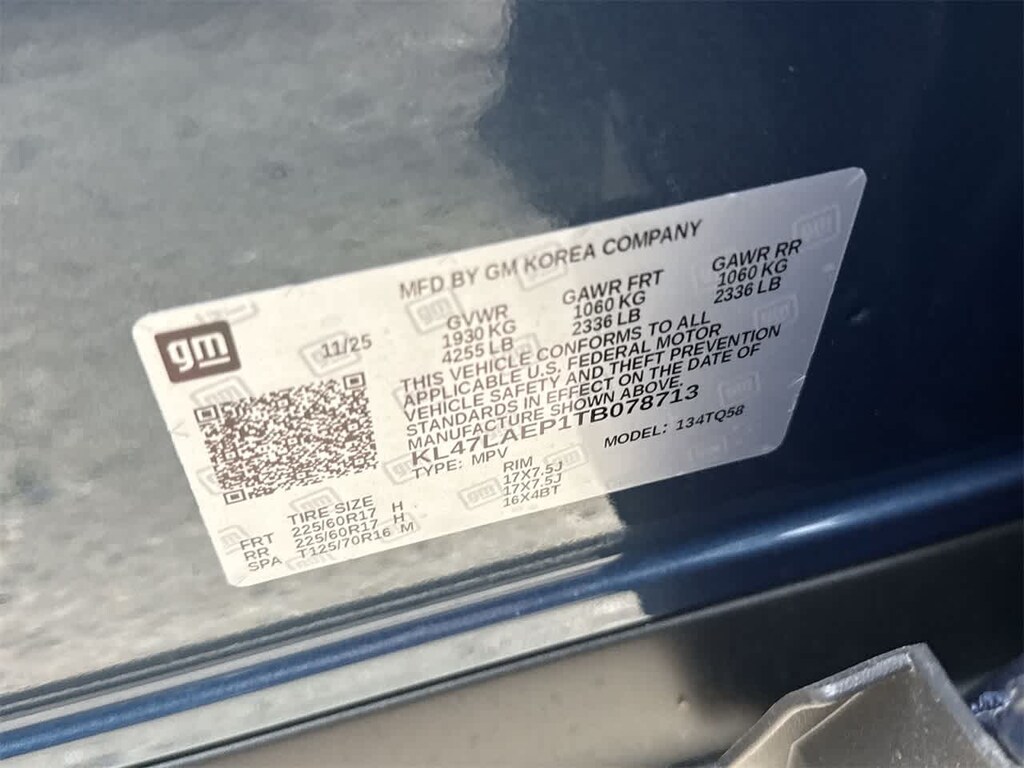 MFD BY GM KOREA COMPANY
gm
11/25
GVWR GAWR FRT GAWR RR
1930 KG 1060 KG 1060 KG
4255 LB 2336 LB 2336 LB
THIS VEHICLE CONFORMS TO ALL
APPLICABLE U.S. FEDERAL MOTOR
VEHICLE SAFETY AND THEFT PREVENTION
STANDARDS IN EFFECT ON THE DATE OF
MANUFACTURE SHOWN ABOVE.
KL47LAEP1TB078713
TYPE: MPV MODEL: 134TQ58
TIRE SIZE RIM
FRT 225/60R17 H 17X7.5J
RR 225/60R17 H 17X7.5J
SPA T125/70R16 M 16X4BT